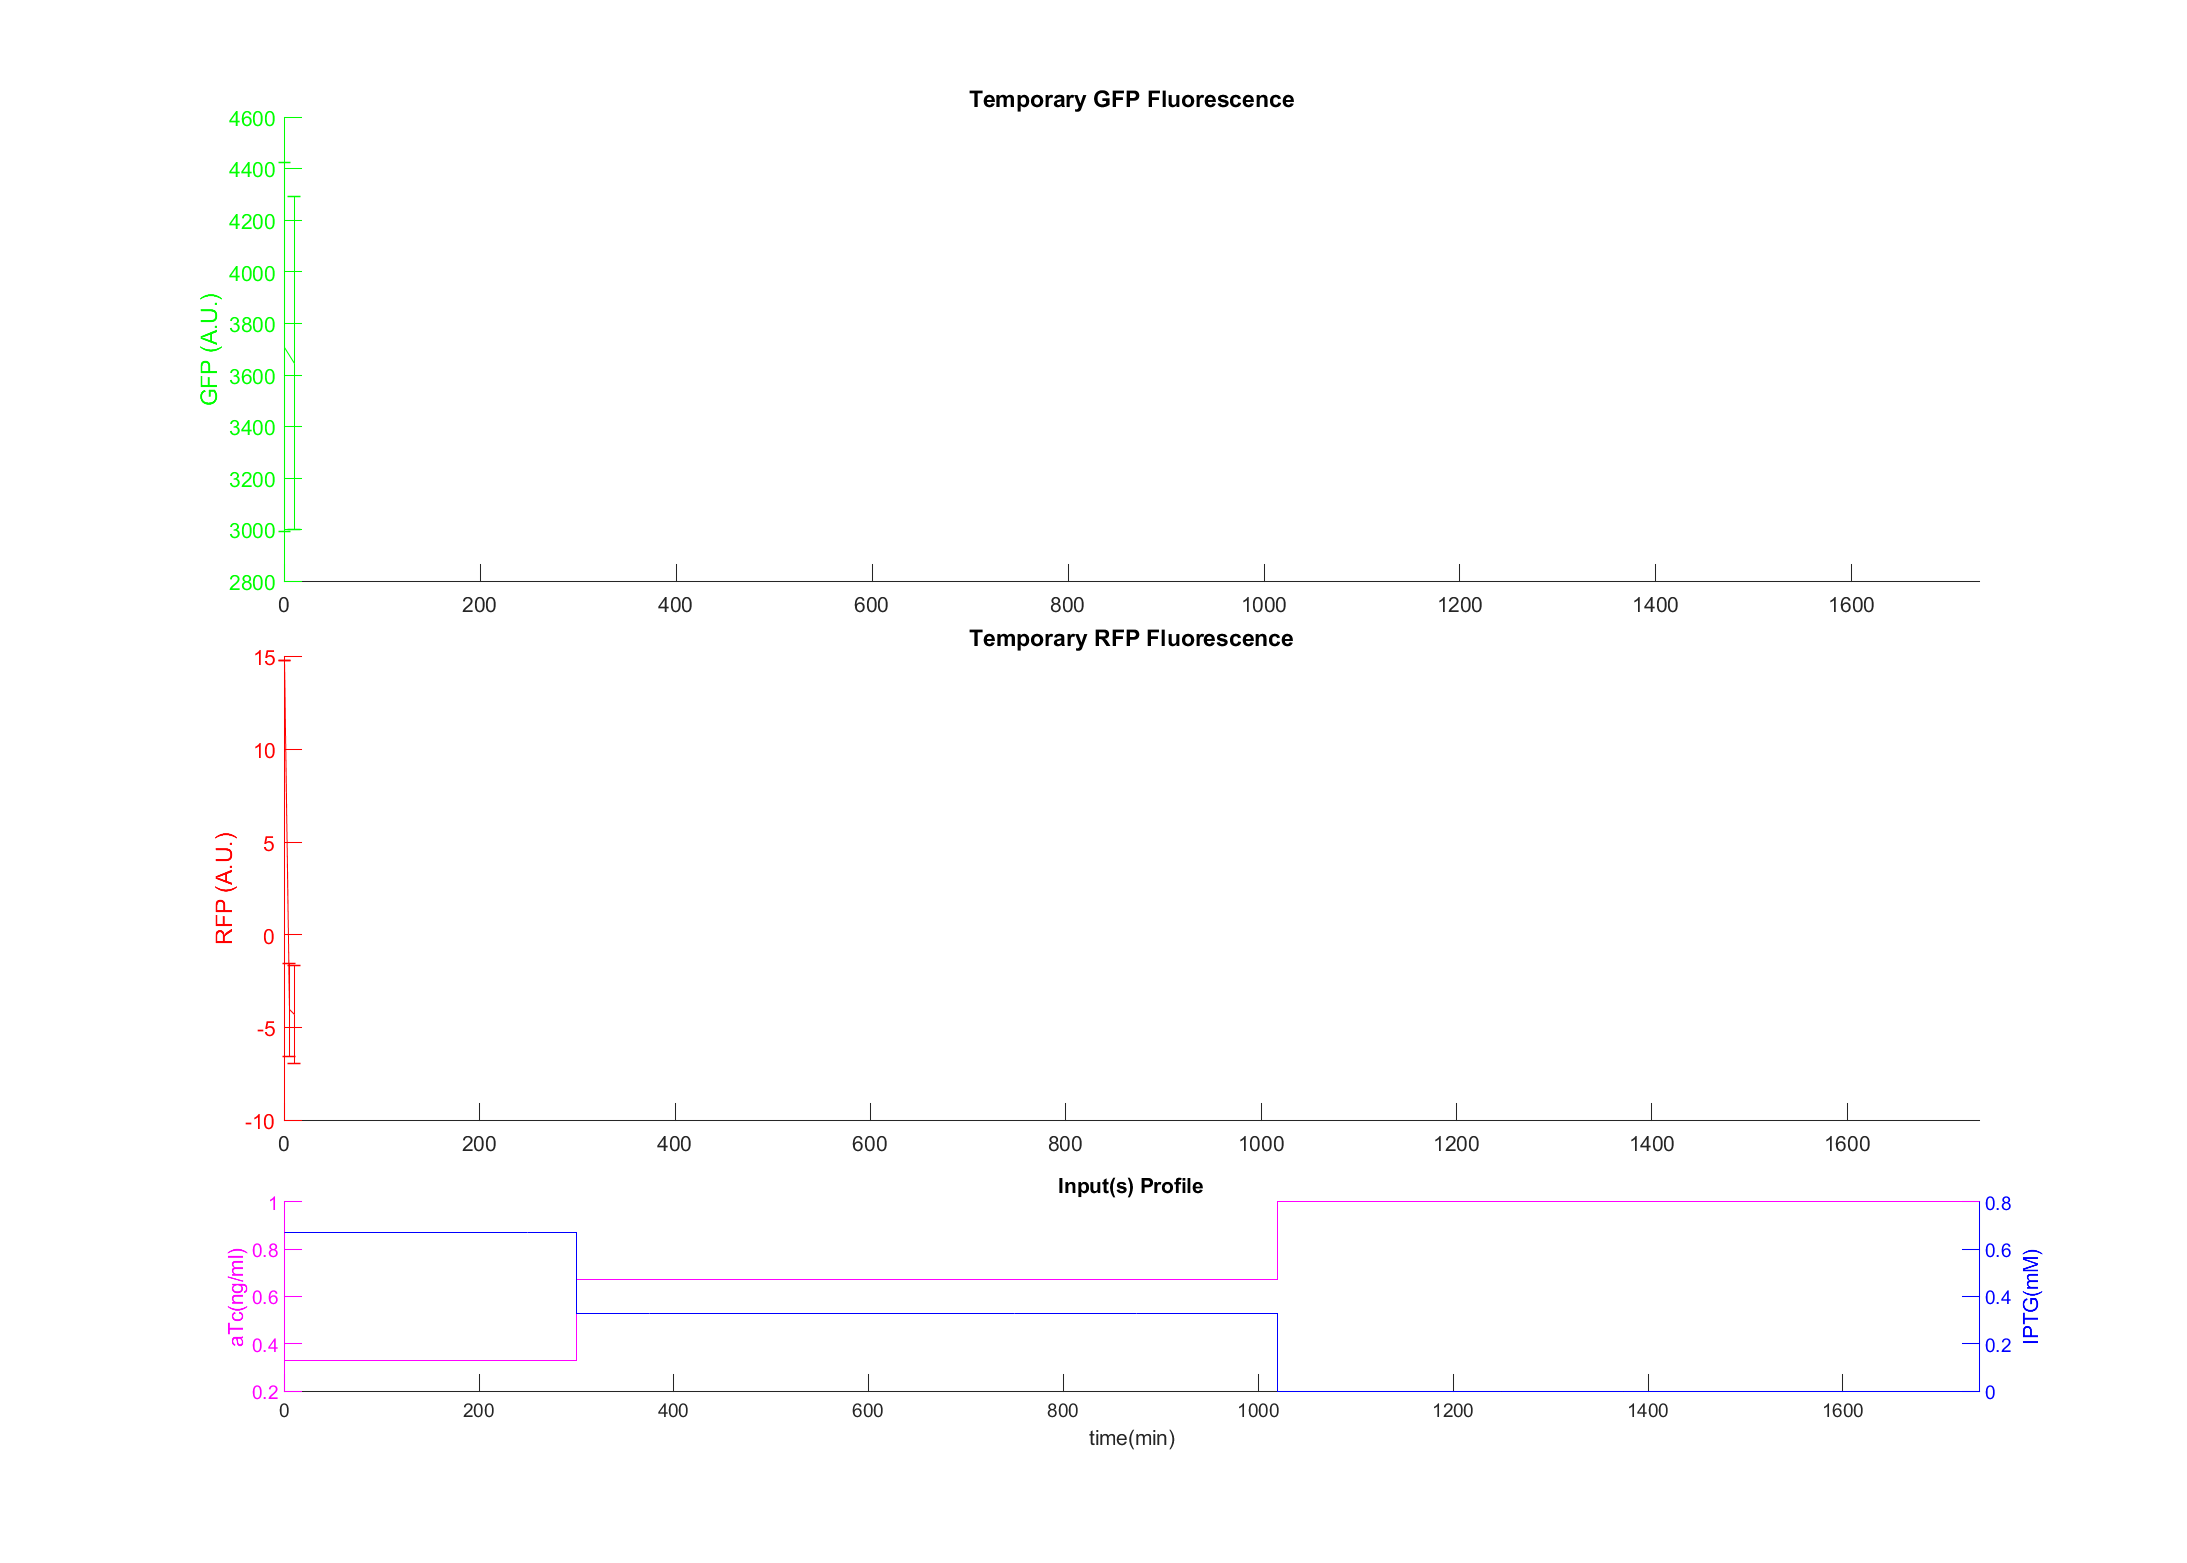 Temporary GFP Fluorescence
4600
4400
4200
4000
3800
3600
3400
3200
3000
2800
GFP (A.U.)
0 200 400 600 800 1000 1200 1400 1600
Temporary RFP Fluorescence
15
10
5
0
-5
-10
RFP (A.U.)
0 200 400 600 800 1000 1200 1400 1600
Input(s) Profile
1
0.8
0.6
0.4
0.2
aTc(ng/ml)
0.8
0.6
0.4
0.2
0
IPTG(mM)
0 200 400 600 800 1000 1200 1400 1600
time(min)